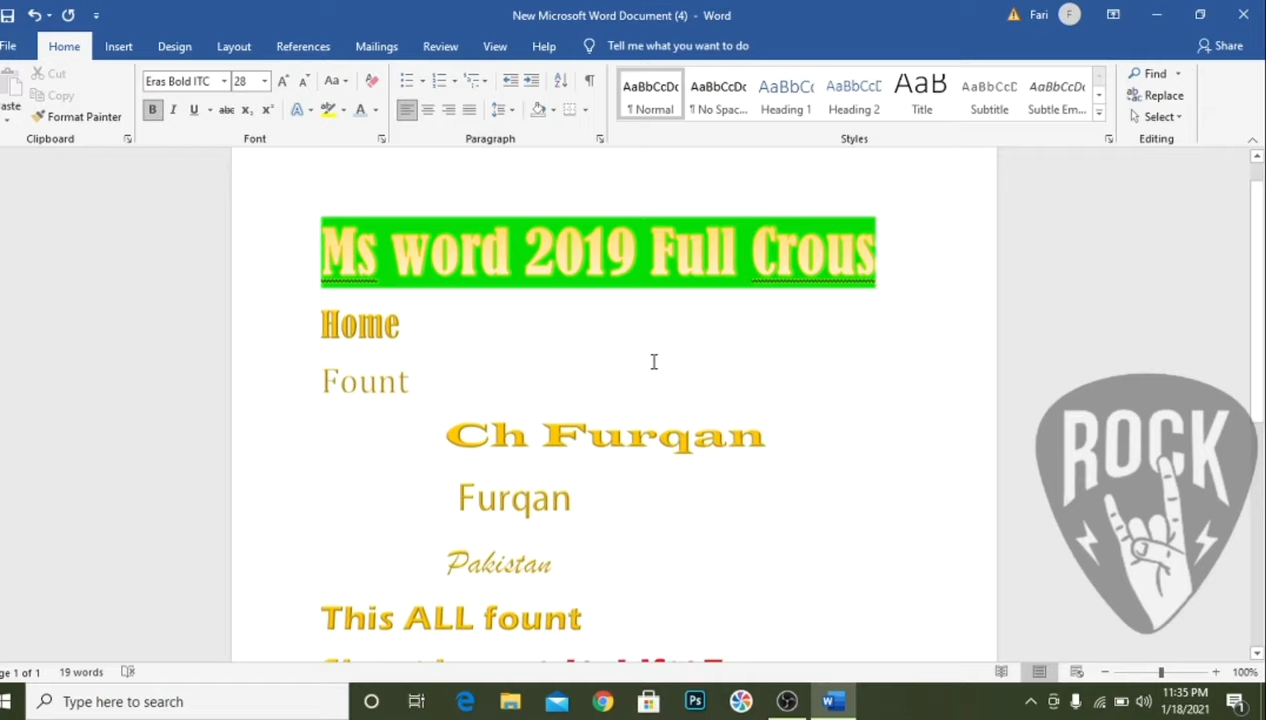 New Microsoft Word Document (4) - Word
Fari
F
File Home Insert Design Layout References Mailings Review View Help Tell me what you want to do
Share
Cut
Copy
Paste
Format Painter
Clipboard
Eras Bold ITC 28
Font
Paragraph
AaBbCcDc AaBbCcDc AaBbC AaBbCcD AaB AaBbCcD AaBbCcDc
¶ Normal ¶ No Spac... Heading 1 Heading 2 Title Subtitle Subtle Em...
Styles
Find
Replace
Select
Editing
Ms word 2019 Full Crous
Home
Fount
Ch Furqan
Furqan
Pakistan
This ALL fount
ROCK
Page 1 of 1 19 words
100%
Type here to search
11:35 PM
1/18/2021